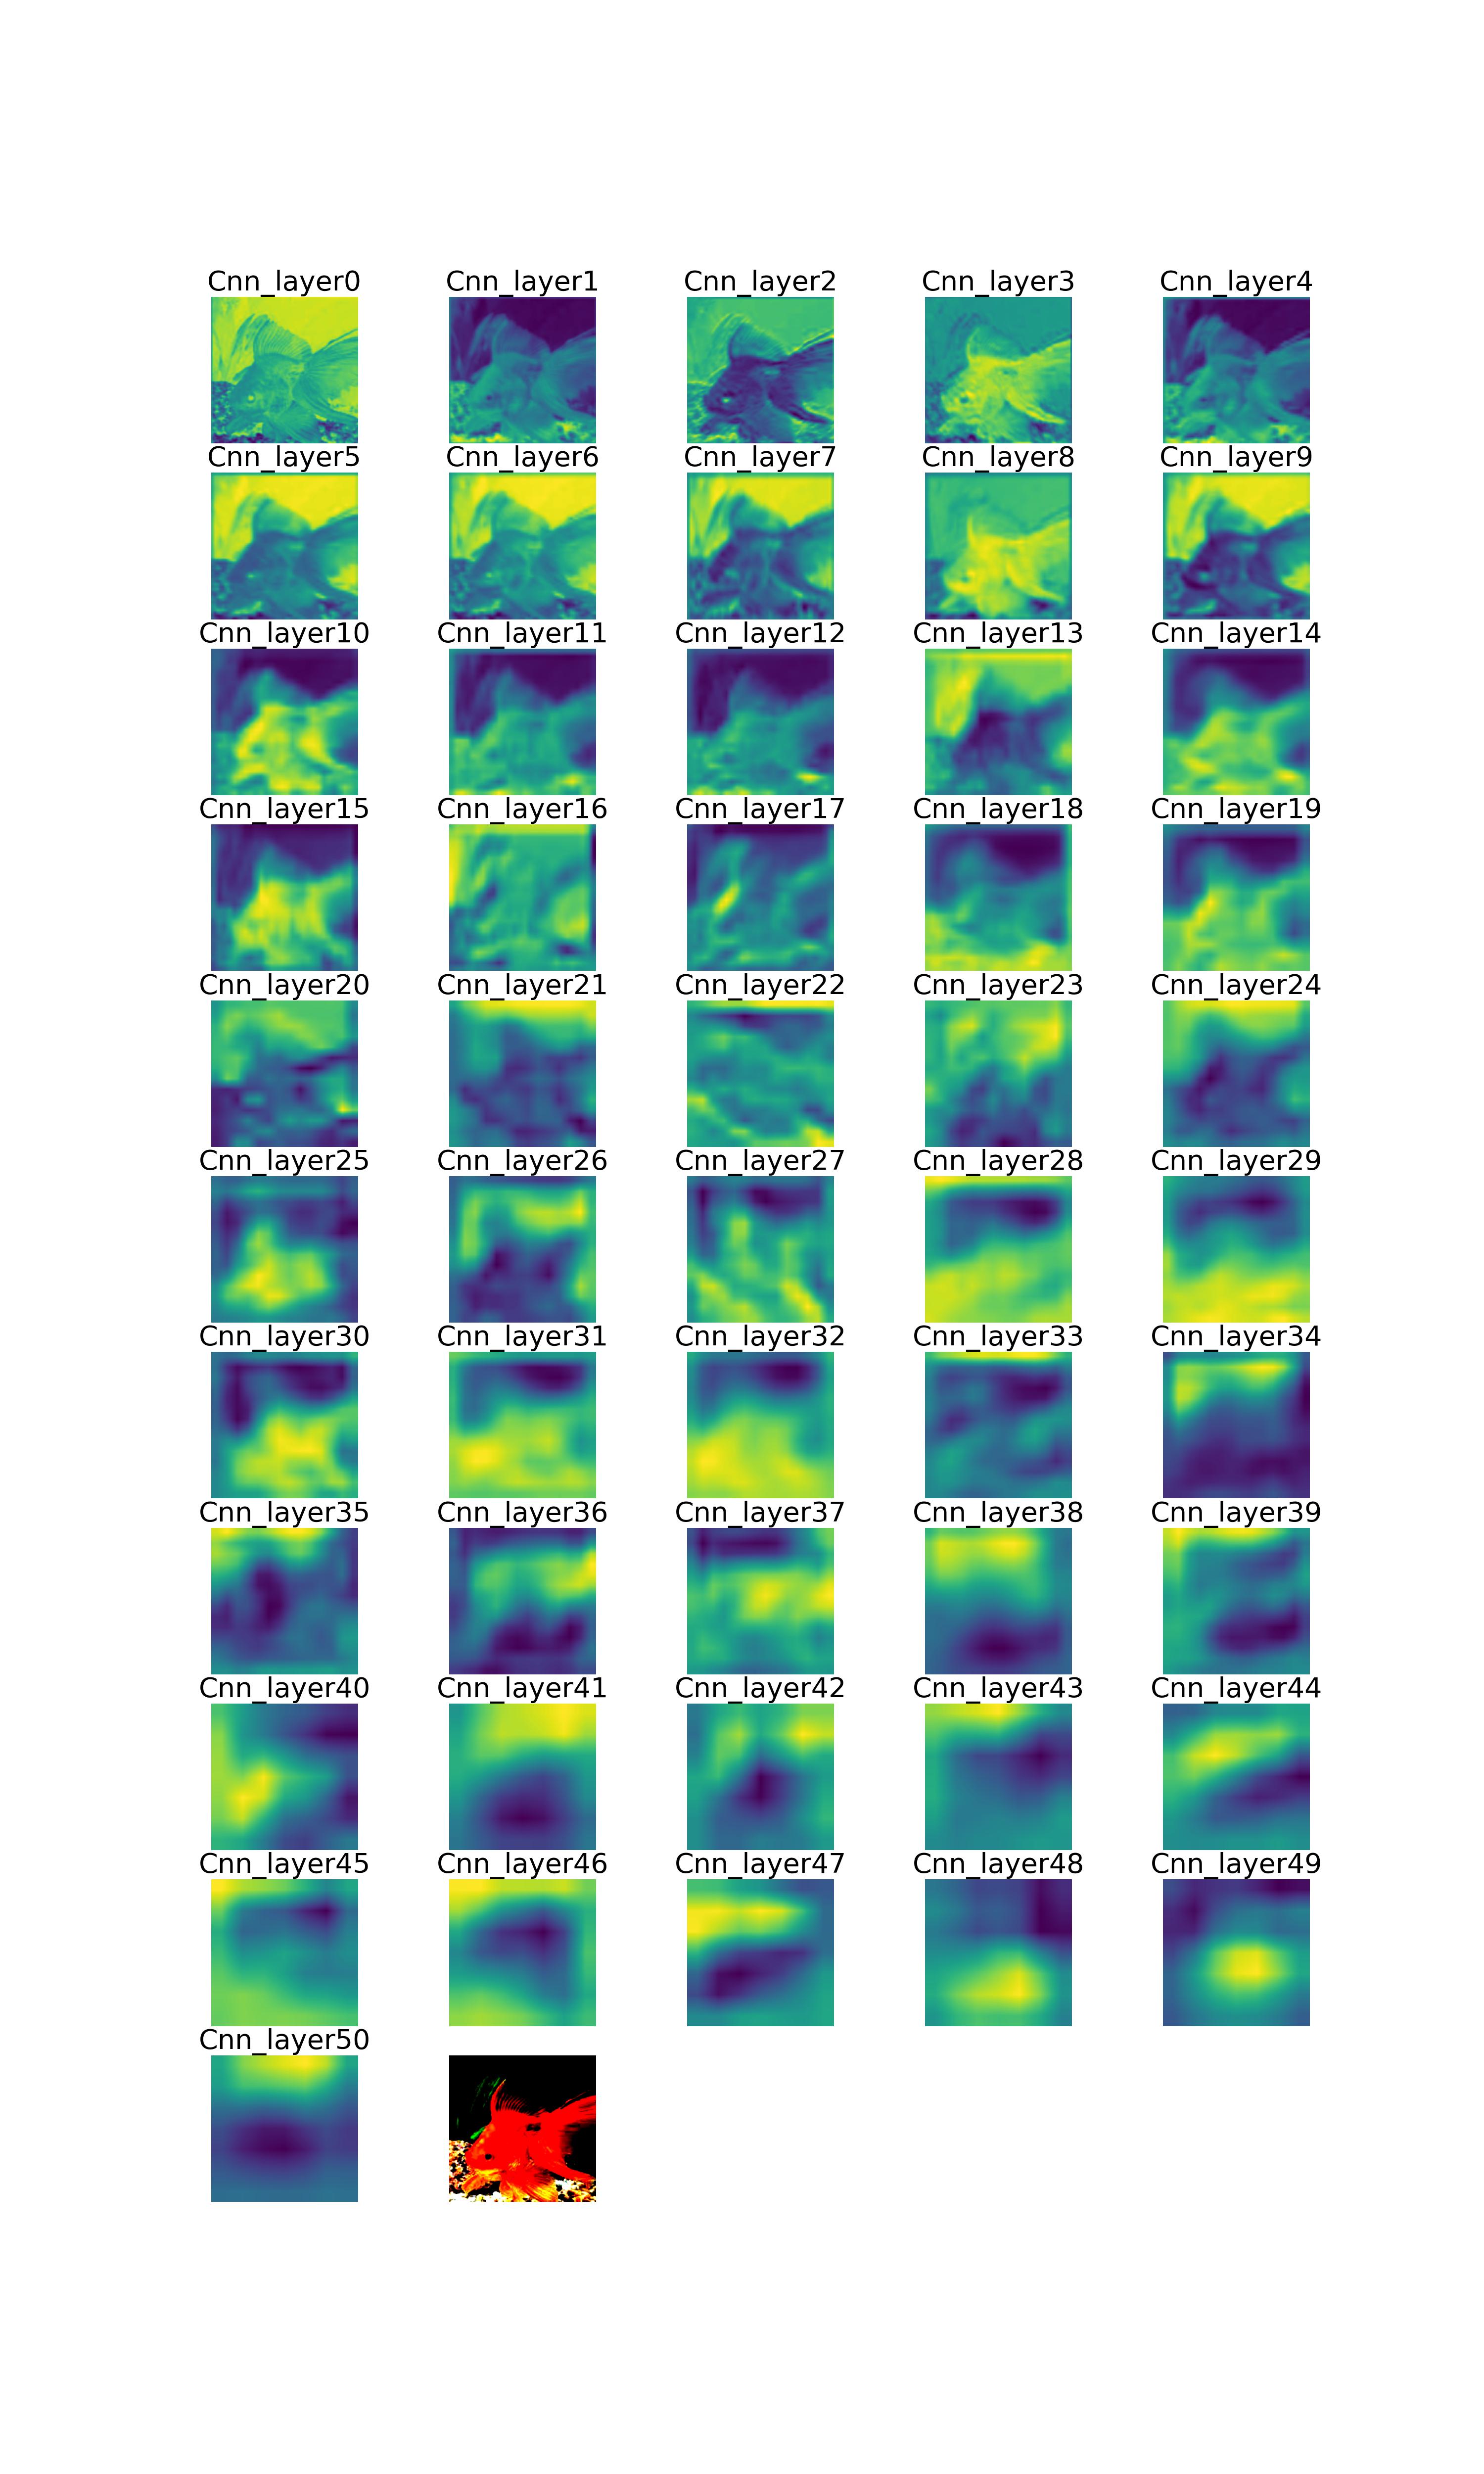 Cnn_layer0 Cnn_layer1 Cnn_layer2 Cnn_layer3 Cnn_layer4
Cnn_layer5 Cnn_layer6 Cnn_layer7 Cnn_layer8 Cnn_layer9
Cnn_layer10 Cnn_layer11 Cnn_layer12 Cnn_layer13 Cnn_layer14
Cnn_layer15 Cnn_layer16 Cnn_layer17 Cnn_layer18 Cnn_layer19
Cnn_layer20 Cnn_layer21 Cnn_layer22 Cnn_layer23 Cnn_layer24
Cnn_layer25 Cnn_layer26 Cnn_layer27 Cnn_layer28 Cnn_layer29
Cnn_layer30 Cnn_layer31 Cnn_layer32 Cnn_layer33 Cnn_layer34
Cnn_layer35 Cnn_layer36 Cnn_layer37 Cnn_layer38 Cnn_layer39
Cnn_layer40 Cnn_layer41 Cnn_layer42 Cnn_layer43 Cnn_layer44
Cnn_layer45 Cnn_layer46 Cnn_layer47 Cnn_layer48 Cnn_layer49
Cnn_layer50